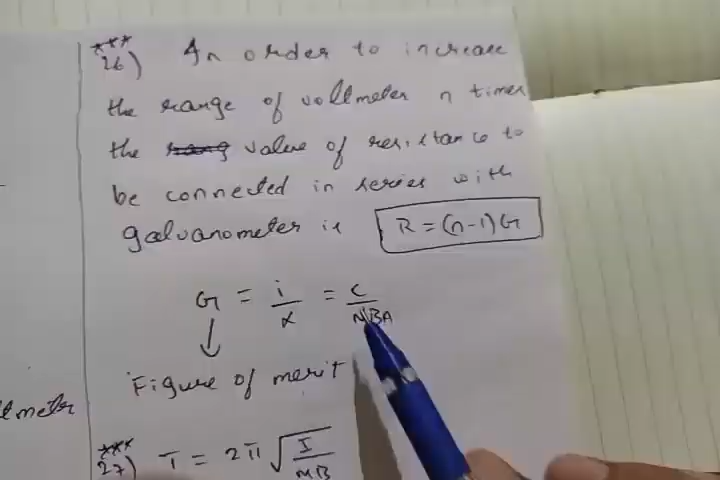 ***
26) In order to increase
the range of voltmeter n times
the value of resistance to
be connected in series with
galvanometer is R = (n-1)G
G = i/α = C/NBA
↓
Figure of merit
***
27) T = 2π √(I/MB)